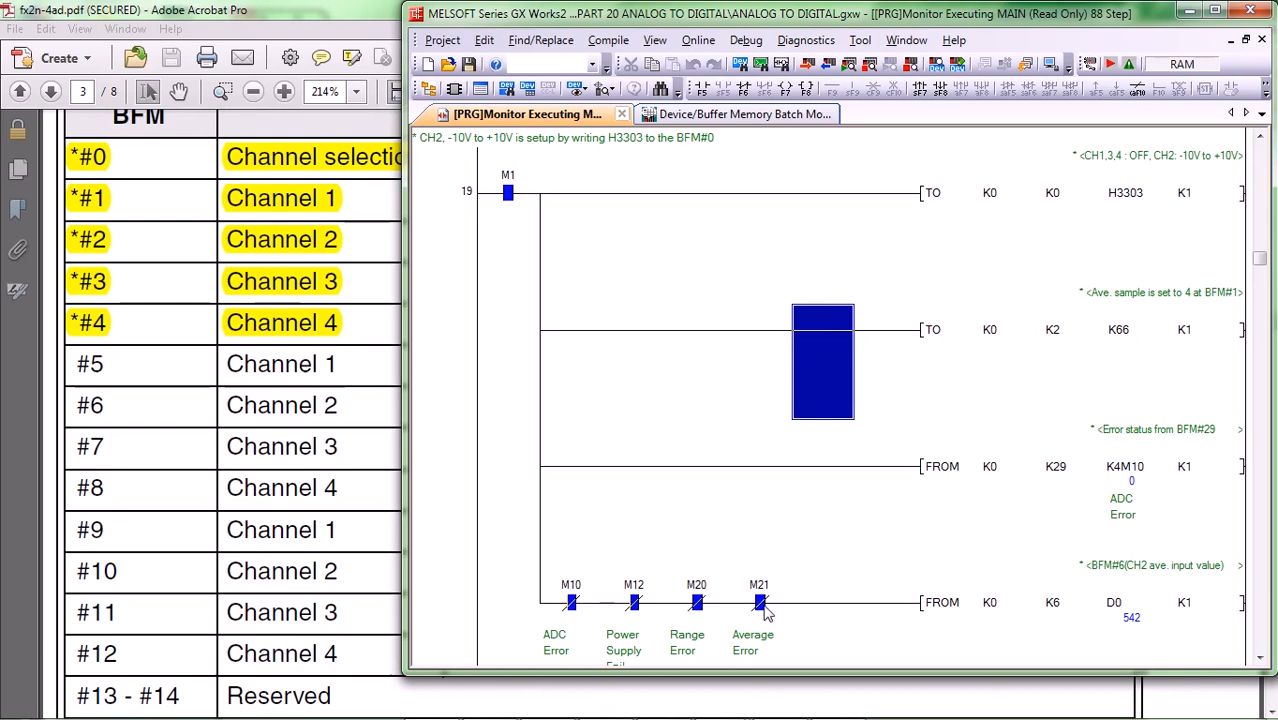 fx2n-4ad.pdf (SECURED) - Adobe Acrobat Pro
File Edit View Window Help
Create
3 / 8 214%
BFM
*#0 Channel selectio
*#1 Channel 1
*#2 Channel 2
*#3 Channel 3
*#4 Channel 4
#5 Channel 1
#6 Channel 2
#7 Channel 3
#8 Channel 4
#9 Channel 1
#10 Channel 2
#11 Channel 3
#12 Channel 4
#13 - #14 Reserved
MELSOFT Series GX Works2 ...PART 20 ANALOG TO DIGITAL\ANALOG TO DIGITAL.gxw - [[PRG]Monitor Executing MAIN (Read Only) 88 Step]
Project Edit Find/Replace Compile View Online Debug Diagnostics Tool Window Help
RAM
[PRG]Monitor Executing M... Device/Buffer Memory Batch Mo...
* CH2, -10V to +10V is setup by writing H3303 to the BFM#0
* <CH1,3,4 : OFF, CH2: -10V to +10V>
M1
19 TO K0 K0 H3303 K1
* <Ave. sample is set to 4 at BFM#1>
TO K0 K2 K66 K1
* <Error status from BFM#29 >
FROM K0 K29 K4M10 K1
0
ADC
Error
* <BFM#6(CH2 ave. input value) >
M10 M12 M20 M21
FROM K0 K6 D0 K1
542
ADC Power Range Average
Error Supply Error Error
Fail